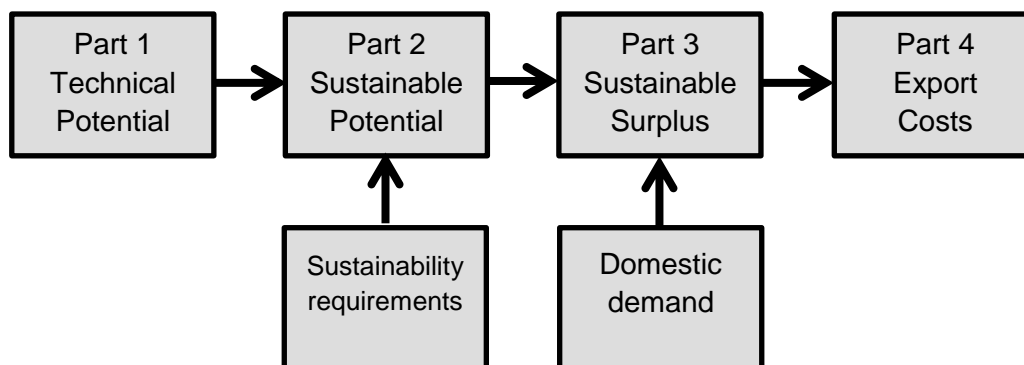 Part 1
Technical
Potential
Part 2
Sustainable
Potential
Part 3
Sustainable
Surplus
Part 4
Export
Costs
Sustainability
requirements
Domestic
demand